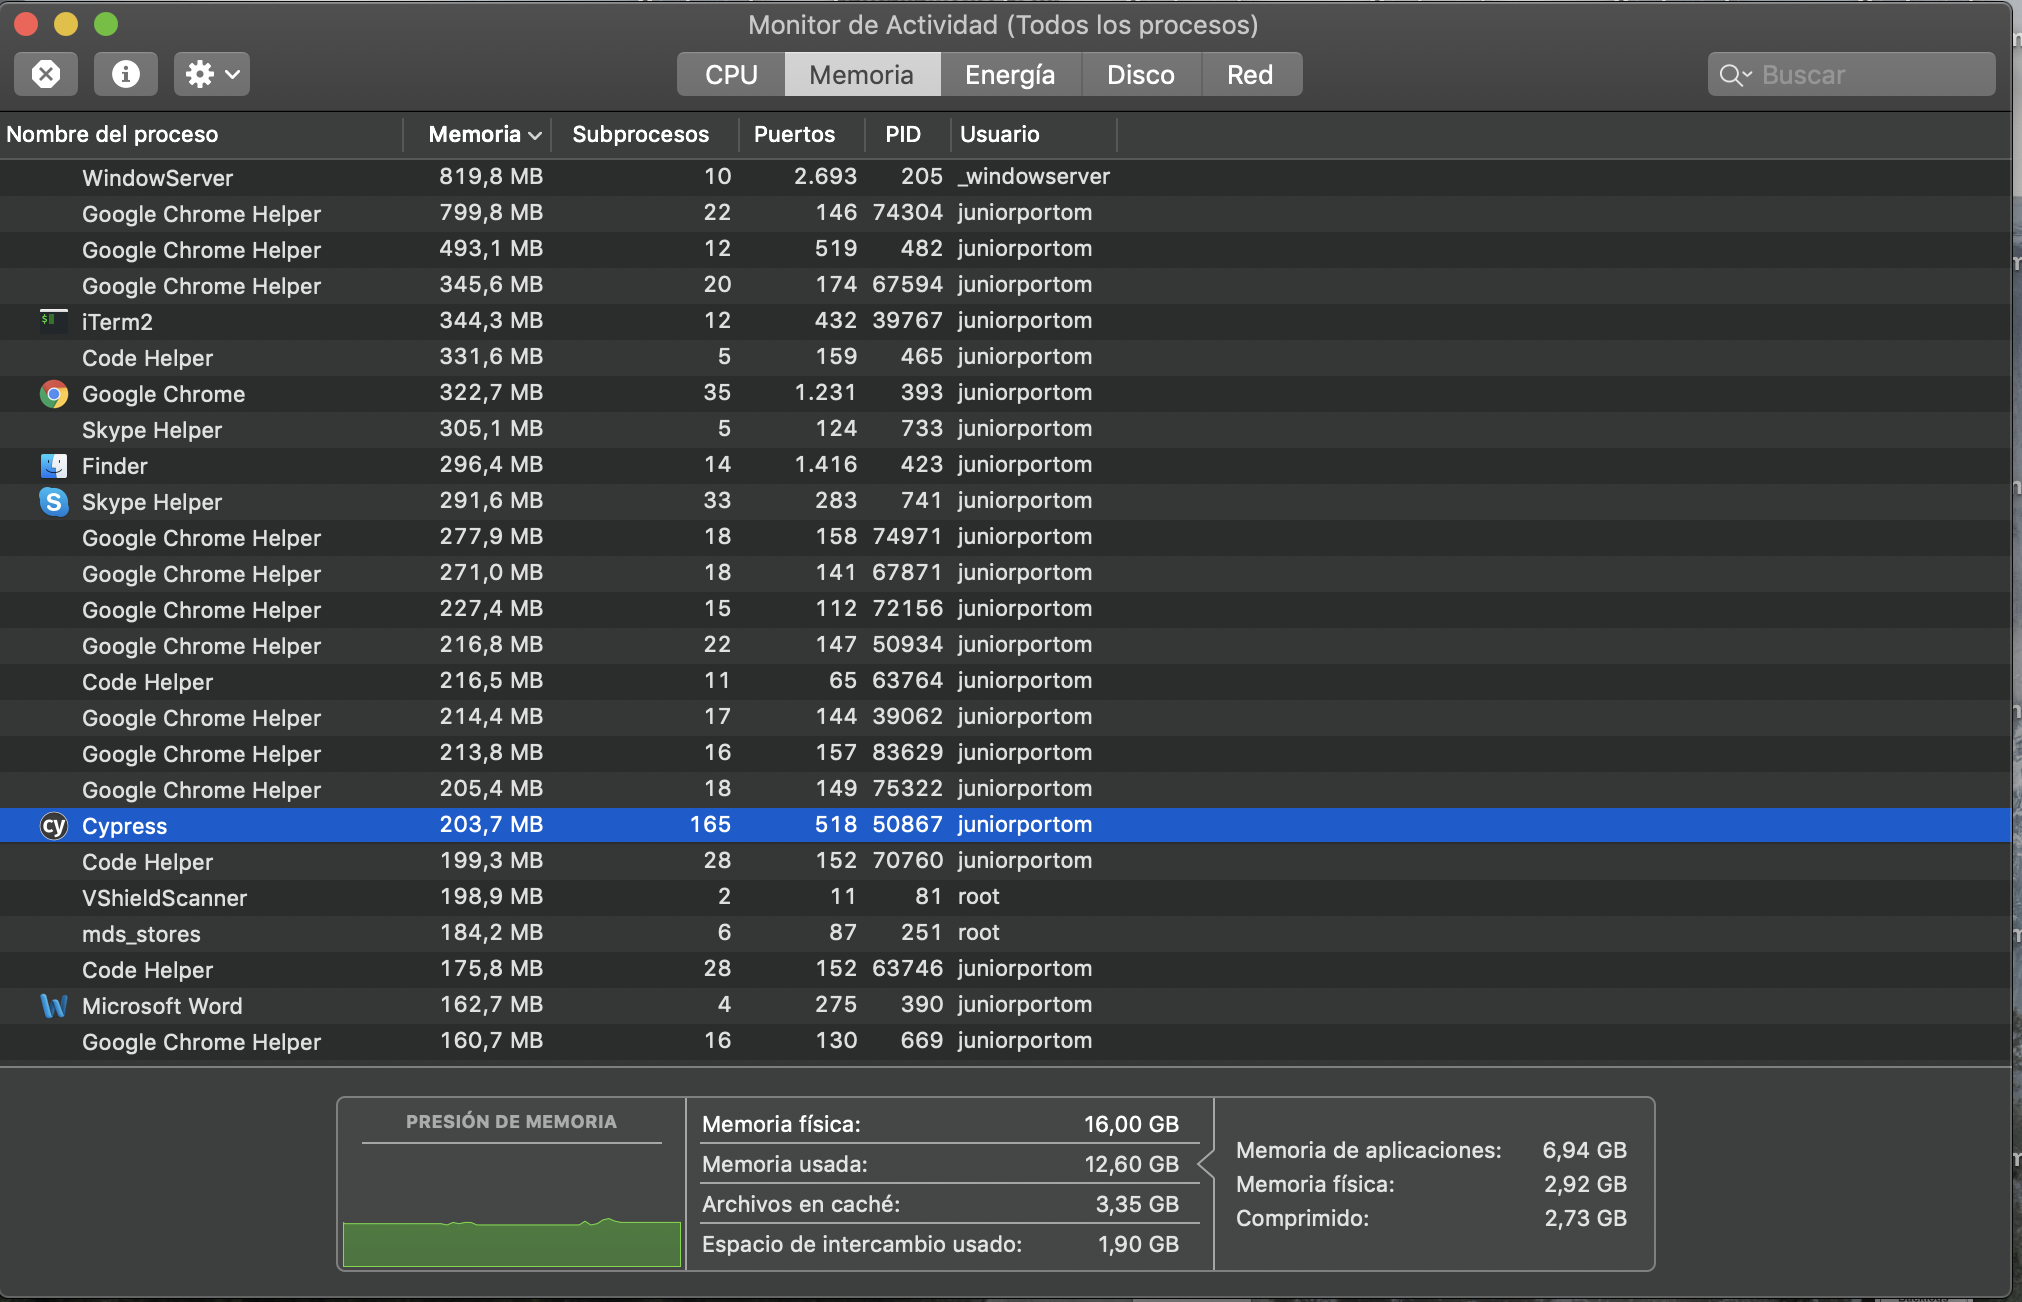 Monitor de Actividad (Todos los procesos)
CPU Memoria Energía Disco Red Buscar
Nombre del proceso Memoria Subprocesos Puertos PID Usuario
WindowServer 819,8 MB 10 2.693 205 _windowserver
Google Chrome Helper 799,8 MB 22 146 74304 juniorportom
Google Chrome Helper 493,1 MB 12 519 482 juniorportom
Google Chrome Helper 345,6 MB 20 174 67594 juniorportom
$ iTerm2 344,3 MB 12 432 39767 juniorportom
Code Helper 331,6 MB 5 159 465 juniorportom
Google Chrome 322,7 MB 35 1.231 393 juniorportom
Skype Helper 305,1 MB 5 124 733 juniorportom
Finder 296,4 MB 14 1.416 423 juniorportom
S Skype Helper 291,6 MB 33 283 741 juniorportom
Google Chrome Helper 277,9 MB 18 158 74971 juniorportom
Google Chrome Helper 271,0 MB 18 141 67871 juniorportom
Google Chrome Helper 227,4 MB 15 112 72156 juniorportom
Google Chrome Helper 216,8 MB 22 147 50934 juniorportom
Code Helper 216,5 MB 11 65 63764 juniorportom
Google Chrome Helper 214,4 MB 17 144 39062 juniorportom
Google Chrome Helper 213,8 MB 16 157 83629 juniorportom
Google Chrome Helper 205,4 MB 18 149 75322 juniorportom
cy Cypress 203,7 MB 165 518 50867 juniorportom
Code Helper 199,3 MB 28 152 70760 juniorportom
VShieldScanner 198,9 MB 2 11 81 root
mds_stores 184,2 MB 6 87 251 root
Code Helper 175,8 MB 28 152 63746 juniorportom
W Microsoft Word 162,7 MB 4 275 390 juniorportom
Google Chrome Helper 160,7 MB 16 130 669 juniorportom
PRESIÓN DE MEMORIA
Memoria física: 16,00 GB
Memoria usada: 12,60 GB
Archivos en caché: 3,35 GB
Espacio de intercambio usado: 1,90 GB
Memoria de aplicaciones: 6,94 GB
Memoria física: 2,92 GB
Comprimido: 2,73 GB